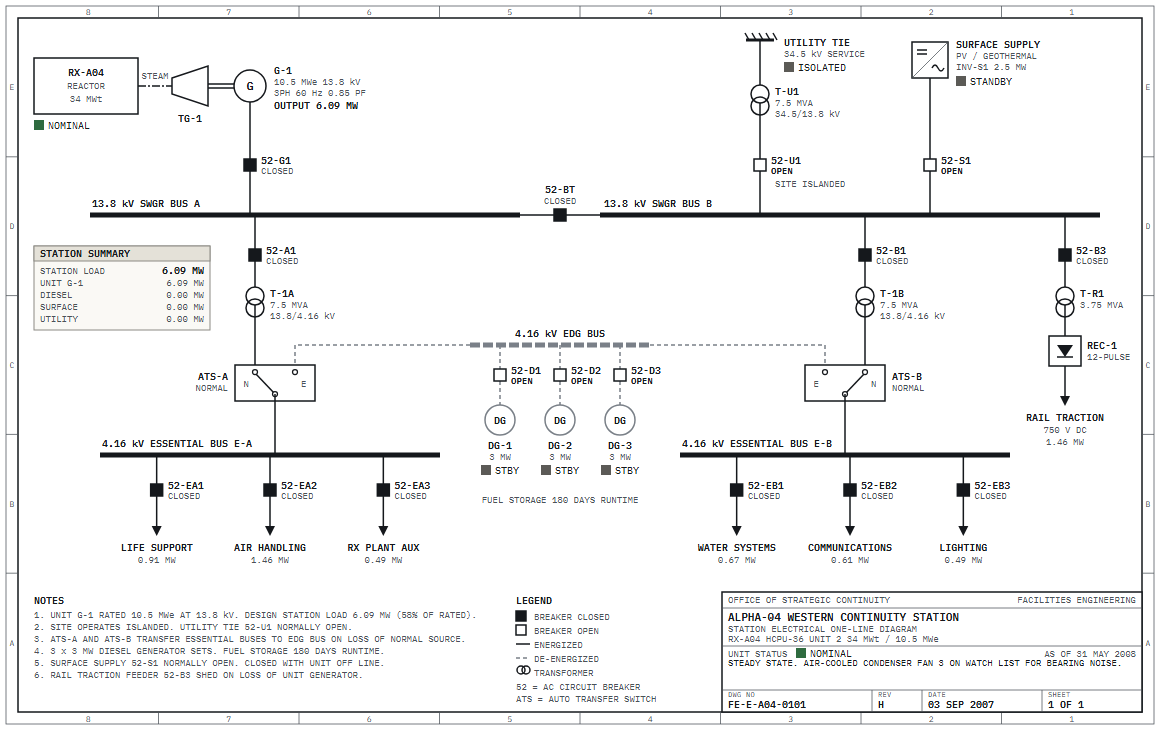 8 7 6 5 4 3 2 1
E
D
C
B
A
RX-A04
REACTOR
34 MWt
NOMINAL
STEAM
TG-1
G
G-1
10.5 MWe 13.8 kV
3PH 60 Hz 0.85 PF
OUTPUT 6.09 MW
52-G1
CLOSED
UTILITY TIE
34.5 kV SERVICE
ISOLATED
T-U1
7.5 MVA
34.5/13.8 kV
52-U1
OPEN
SITE ISLANDED
SURFACE SUPPLY
PV / GEOTHERMAL
INV-S1 2.5 MW
STANDBY
52-S1
OPEN
13.8 kV SWGR BUS A
52-BT
CLOSED
13.8 kV SWGR BUS B
STATION SUMMARY
STATION LOAD 6.09 MW
UNIT G-1 6.09 MW
DIESEL 0.00 MW
SURFACE 0.00 MW
UTILITY 0.00 MW
52-A1
CLOSED
T-1A
7.5 MVA
13.8/4.16 kV
ATS-A
NORMAL
N E
4.16 kV EDG BUS
52-D1
OPEN
52-D2
OPEN
52-D3
OPEN
DG DG DG
DG-1
3 MW
STBY
DG-2
3 MW
STBY
DG-3
3 MW
STBY
FUEL STORAGE 180 DAYS RUNTIME
52-B1
CLOSED
T-1B
7.5 MVA
13.8/4.16 kV
E N
ATS-B
NORMAL
52-B3
CLOSED
T-R1
3.75 MVA
REC-1
12-PULSE
RAIL TRACTION
750 V DC
1.46 MW
4.16 kV ESSENTIAL BUS E-A
52-EA1
CLOSED
52-EA2
CLOSED
52-EA3
CLOSED
LIFE SUPPORT
0.91 MW
AIR HANDLING
1.46 MW
RX PLANT AUX
0.49 MW
4.16 kV ESSENTIAL BUS E-B
52-EB1
CLOSED
52-EB2
CLOSED
52-EB3
CLOSED
WATER SYSTEMS
0.67 MW
COMMUNICATIONS
0.61 MW
LIGHTING
0.49 MW
NOTES
1. UNIT G-1 RATED 10.5 MWe AT 13.8 kV. DESIGN STATION LOAD 6.09 MW (58% OF RATED).
2. SITE OPERATES ISLANDED. UTILITY TIE 52-U1 NORMALLY OPEN.
3. ATS-A AND ATS-B TRANSFER ESSENTIAL BUSES TO EDG BUS ON LOSS OF NORMAL SOURCE.
4. 3 x 3 MW DIESEL GENERATOR SETS. FUEL STORAGE 180 DAYS RUNTIME.
5. SURFACE SUPPLY 52-S1 NORMALLY OPEN. CLOSED WITH UNIT OFF LINE.
6. RAIL TRACTION FEEDER 52-B3 SHED ON LOSS OF UNIT GENERATOR.
LEGEND
BREAKER CLOSED
BREAKER OPEN
ENERGIZED
DE-ENERGIZED
TRANSFORMER
52 = AC CIRCUIT BREAKER
ATS = AUTO TRANSFER SWITCH
OFFICE OF STRATEGIC CONTINUITY FACILITIES ENGINEERING
ALPHA-04 WESTERN CONTINUITY STATION
STATION ELECTRICAL ONE-LINE DIAGRAM
RX-A04 HCPU-36 UNIT 2 34 MWt / 10.5 MWe
UNIT STATUS NOMINAL AS OF 31 MAY 2008
STEADY STATE. AIR-COOLED CONDENSER FAN 3 ON WATCH LIST FOR BEARING NOISE.
DWG NO REV DATE SHEET
FE-E-A04-0101 H 03 SEP 2007 1 OF 1
E
D
C
B
A
8 7 6 5 4 3 2 1